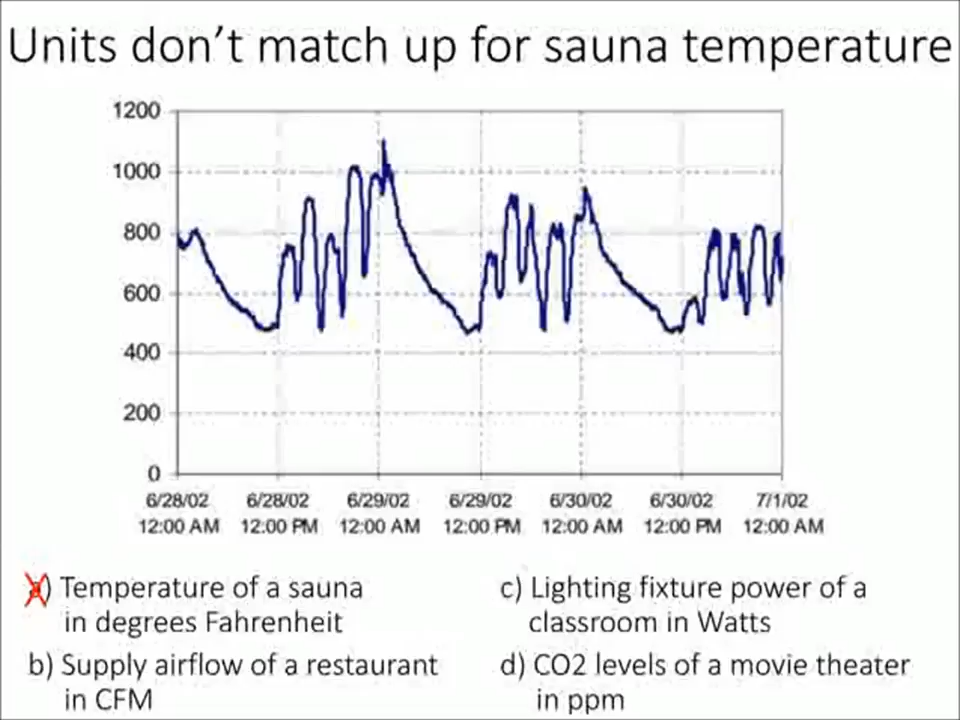 Units don't match up for sauna temperature
1200
1000
800
600
400
200
0
6/28/02 6/28/02 6/29/02 6/29/02 6/30/02 6/30/02 7/1/02
12:00 AM 12:00 PM 12:00 AM 12:00 PM 12:00 AM 12:00 PM 12:00 AM
a) Temperature of a sauna
in degrees Fahrenheit
b) Supply airflow of a restaurant
in CFM
c) Lighting fixture power of a
classroom in Watts
d) CO2 levels of a movie theater
in ppm